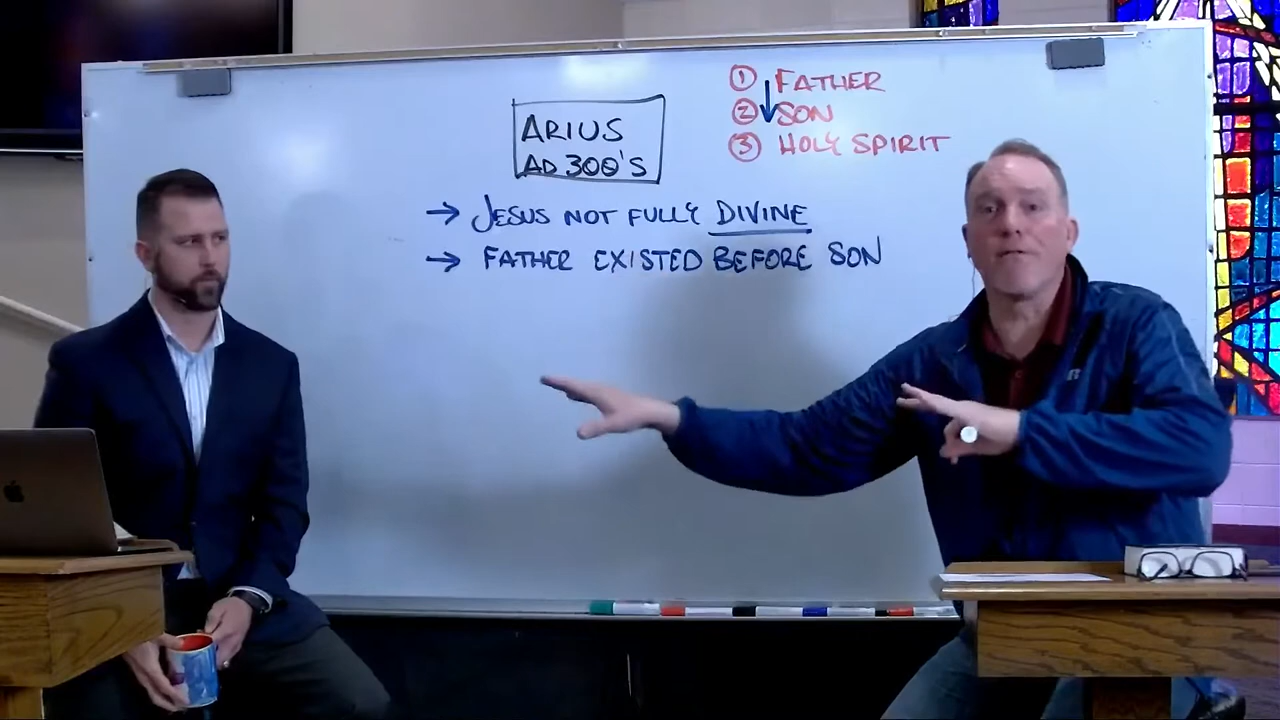 ① FATHER
② SON
③ HOLY SPIRIT
ARIUS
AD 300'S
→ JESUS NOT FULLY DIVINE
→ FATHER EXISTED BEFORE SON